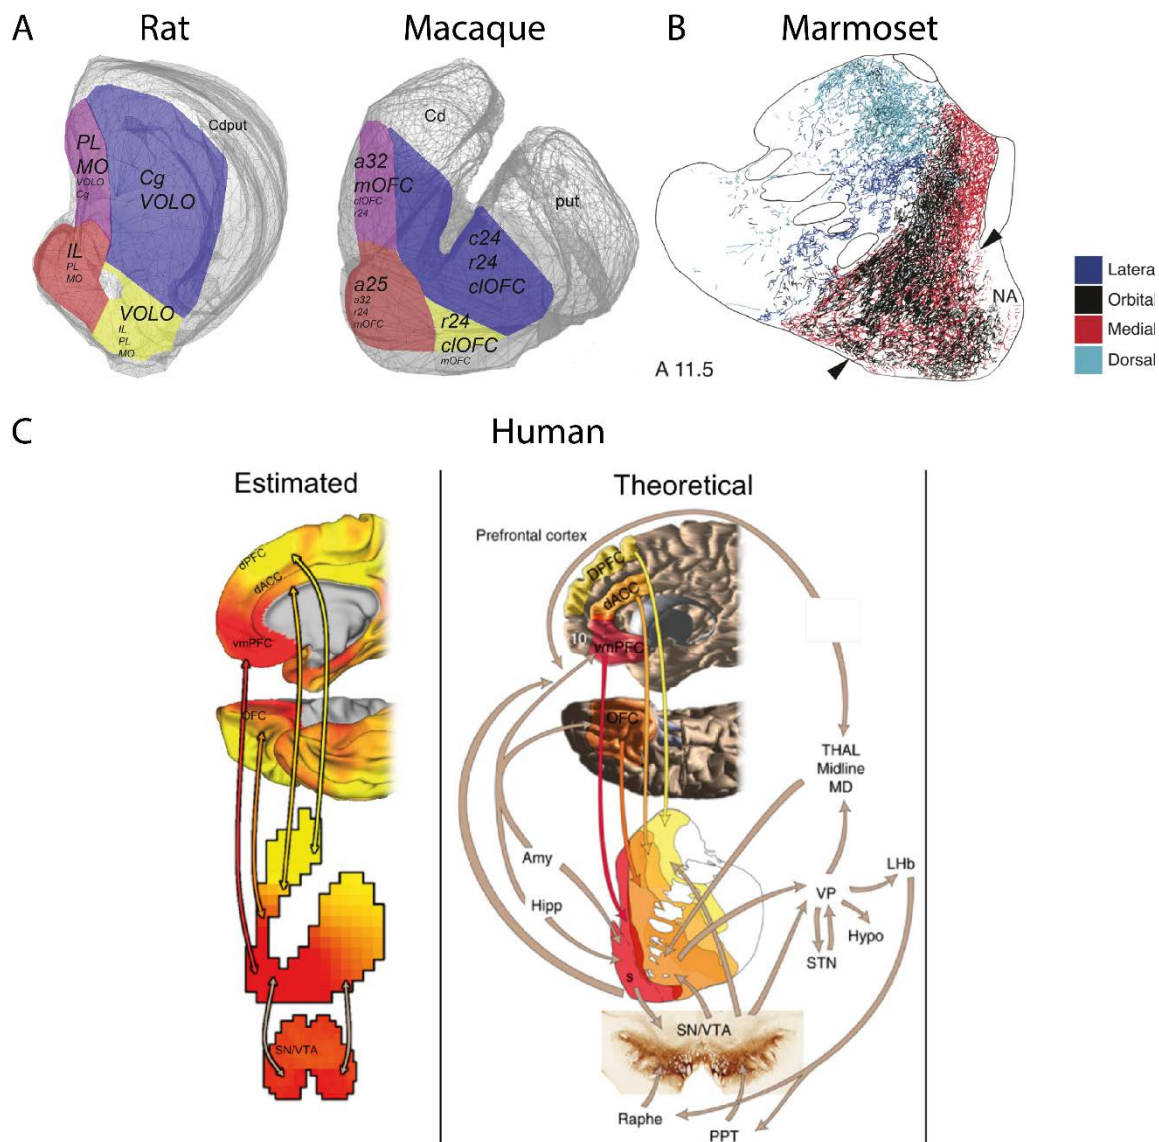 A Rat Macaque B Marmoset
PL
MO
VOLO
Cg
Cg
VOLO
Cdput
IL
PL
MO
VOLO
IL
PL
MO
Cd
put
a32
mOFC
clOFC
r24
c24
r24
clOFC
a25
a32
r24
mOFC
r24
clOFC
mOFC
NA
A 11.5
Latera
Orbital
Medial
Dorsal
C Human
Estimated
dPFC
dACC
vmPFC
OFC
SN/VTA
Theoretical
Prefrontal cortex
DPFC
dACC
10
vmPFC
OFC
THAL
Midline
MD
Amy
Hipp
LHb
VP
Hypo
STN
S
SN/VTA
Raphe
PPT